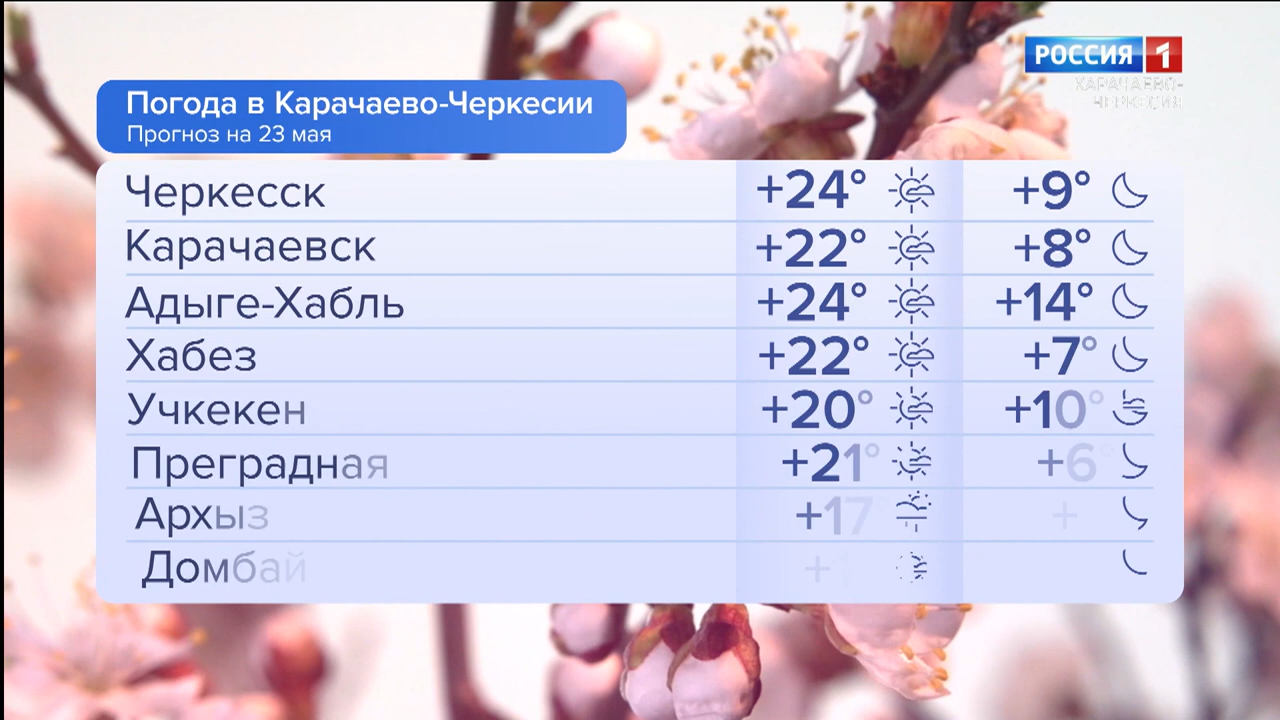 РОССИЯ 1
КАРАЧАЕВО-
ЧЕРКЕСИЯ
Погода в Карачаево-Черкесии
Прогноз на 23 мая
Черкесск +24° +9°
Карачаевск +22° +8°
Адыге-Хабль +24° +14°
Хабез +22° +7°
Учкекен +20° +10°
Преградная +21° +6°
Архыз +17 +
Домбай +